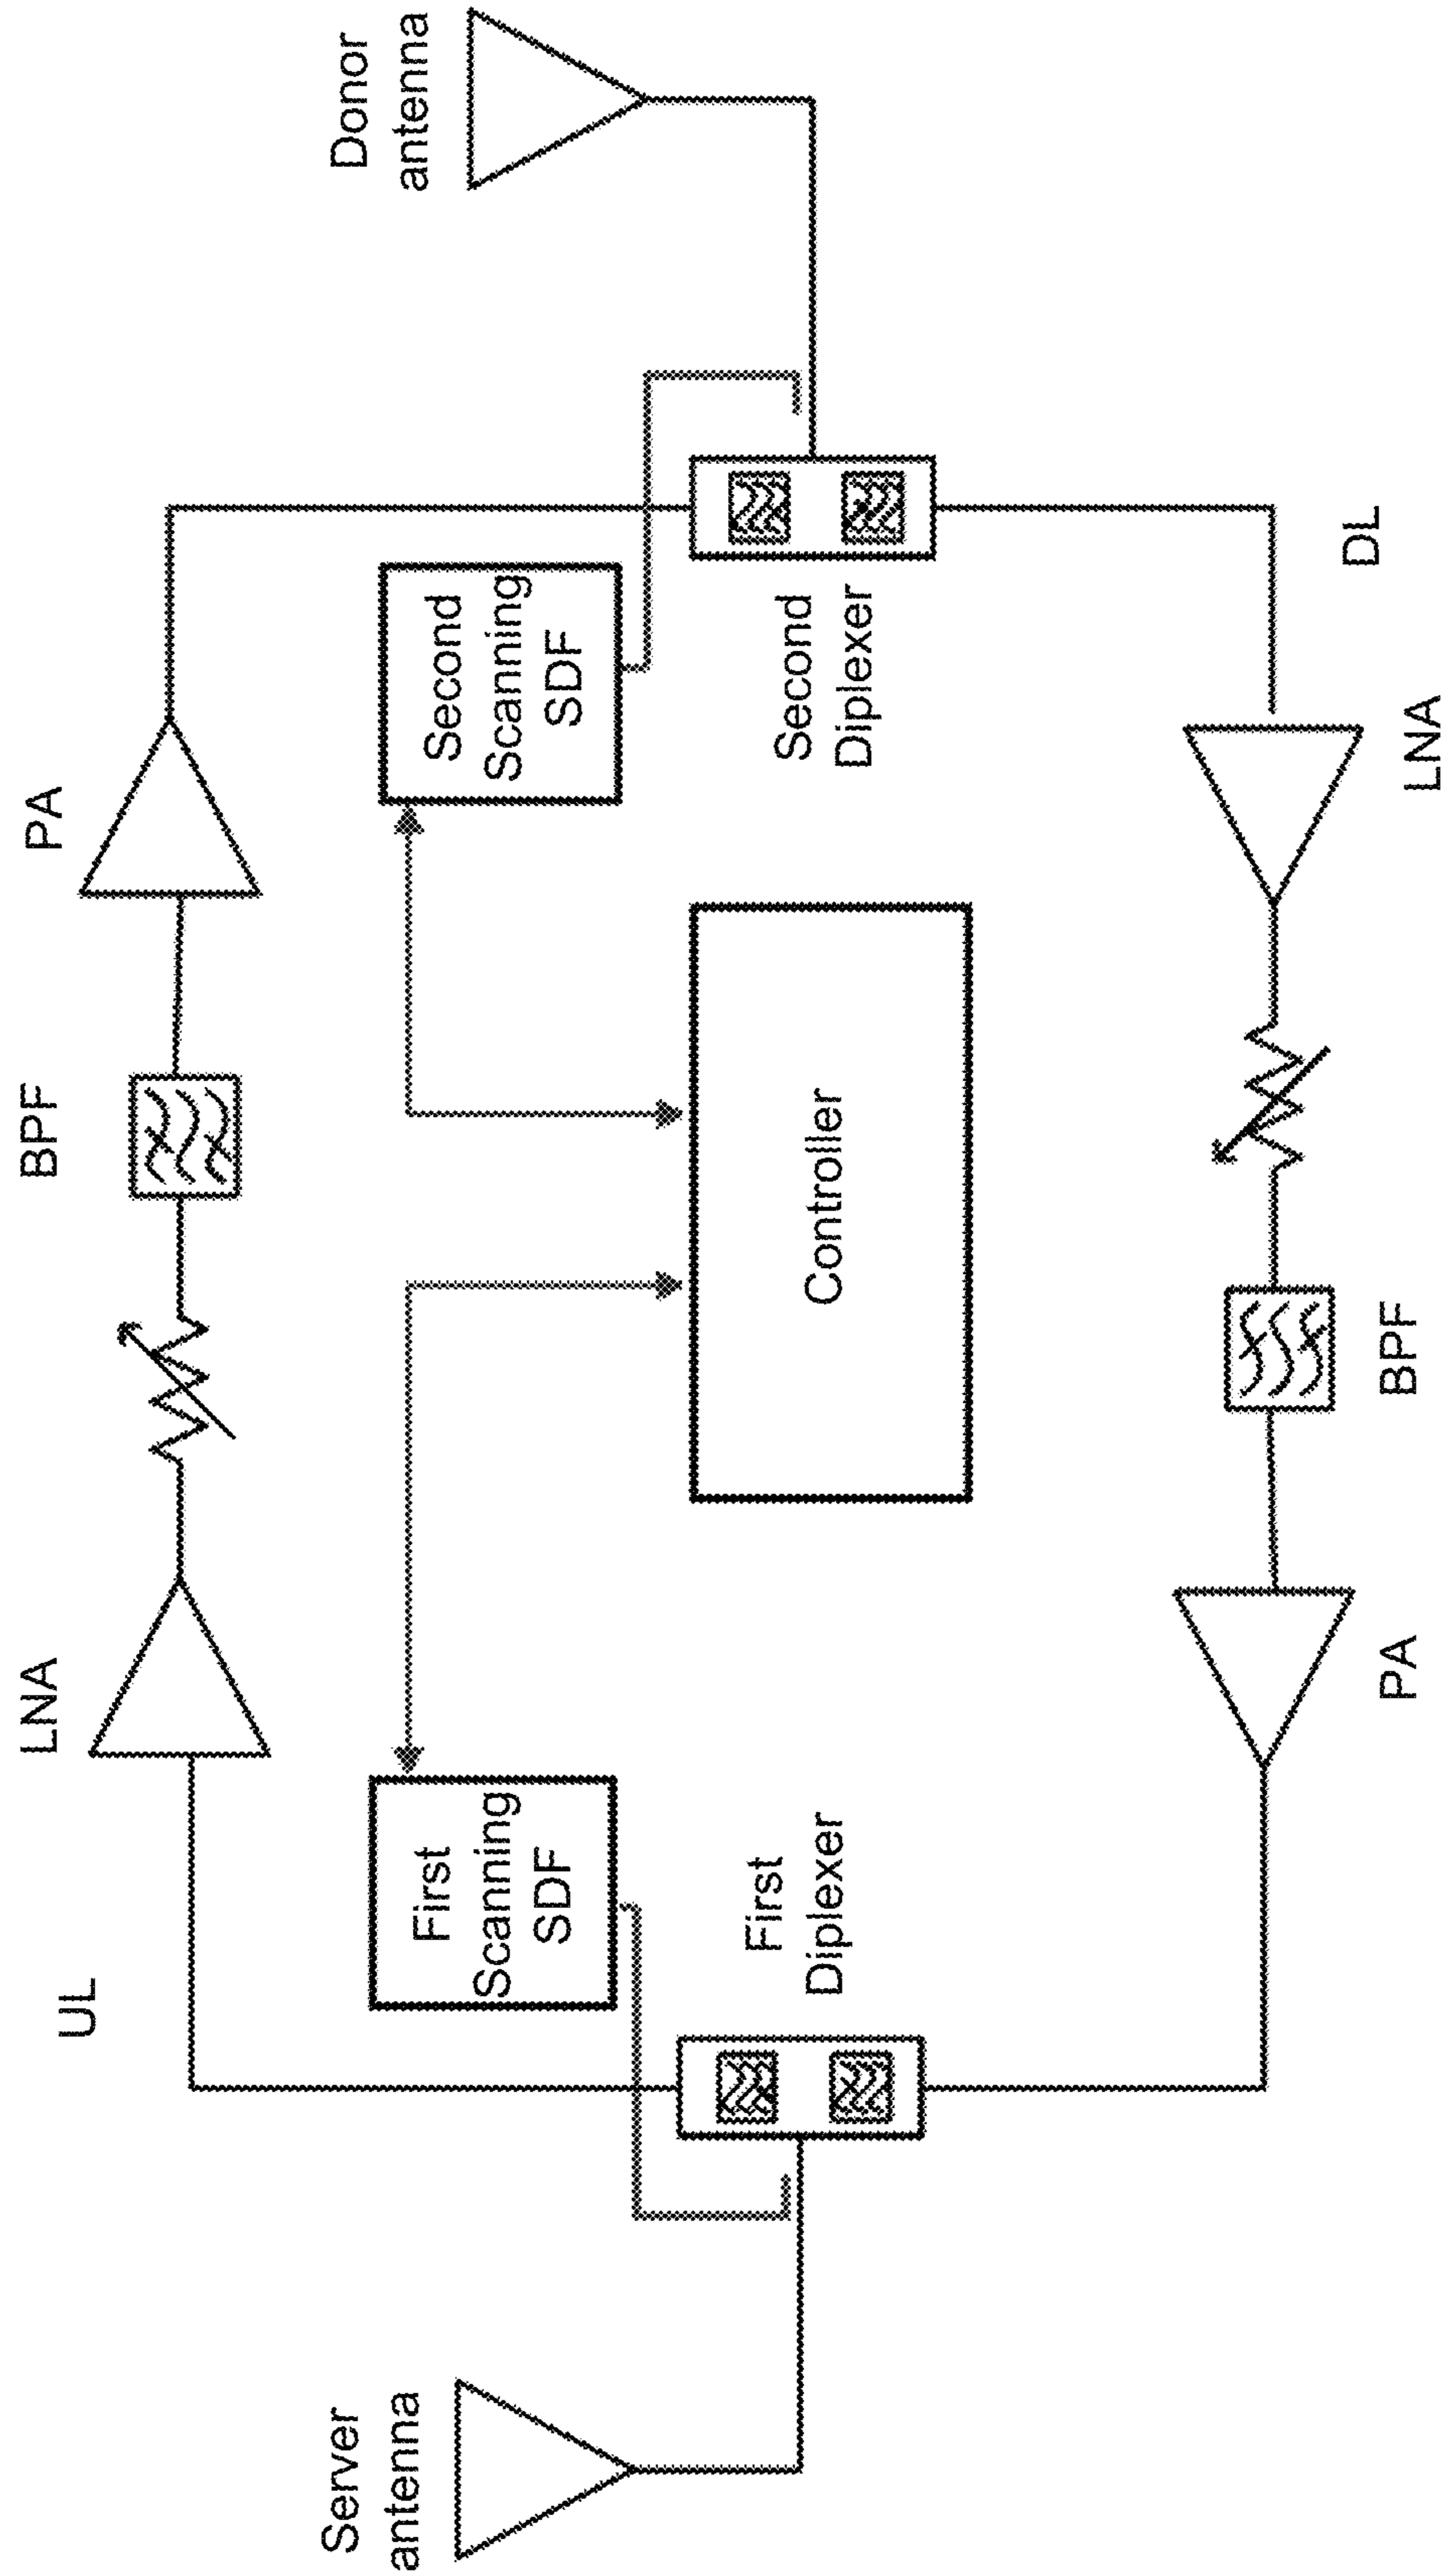 UL
LNA
BPF
PA
Server
antenna
First
Scanning
SDF
Second
Scanning
SDF
Donor
antenna
First
Diplexer
Controller
Second
Diplexer
PA
BPF
LNA
DL